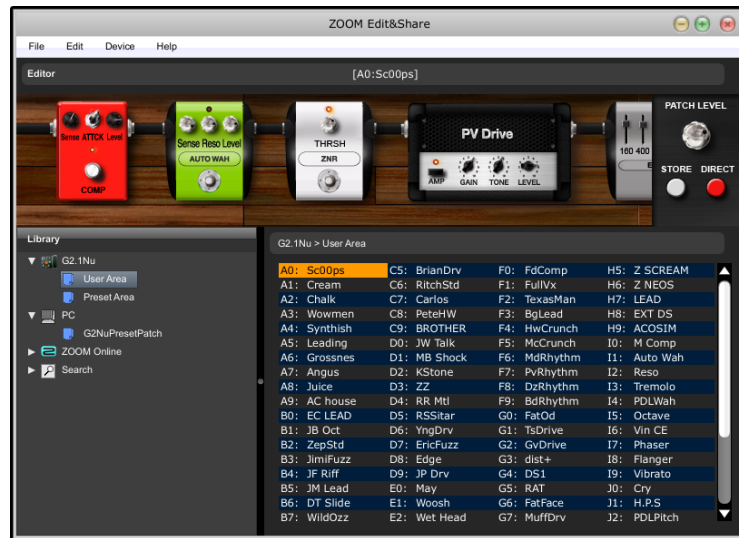 ZOOM Edit&Share
File Edit Device Help
Editor [A0:Sc00ps]
PATCH LEVEL
Sense ATTCK Level
COMP
Sense Reso Level
AUTO WAH
THRSH
ZNR
PV Drive
AMP GAIN TONE LEVEL
160 400
E
STORE DIRECT
Library
G2.1Nu
User Area
Preset Area
PC
G2NuPresetPatch
ZOOM Online
Search
G2.1Nu > User Area
A0: Sc00ps C5: BrianDrv F0: FdComp H5: Z SCREAM
A1: Cream C6: RitchStd F1: FullVx H6: Z NEOS
A2: Chalk C7: Carlos F2: TexasMan H7: LEAD
A3: Wowmen C8: PeteHW F3: BgLead H8: EXT DS
A4: Synthish C9: BROTHER F4: HwCrunch H9: ACOSIM
A5: Leading D0: JW Talk F5: McCrunch I0: M Comp
A6: Grossnes D1: MB Shock F6: MdRhythm I1: Auto Wah
A7: Angus D2: KStone F7: PvRhythm I2: Reso
A8: Juice D3: ZZ F8: DzRhythm I3: Tremolo
A9: AC house D4: RR Mtl F9: BdRhythm I4: PDLWah
B0: EC LEAD D5: RSSitar G0: FatOd I5: Octave
B1: JB Oct D6: YngDrv G1: TsDrive I6: Vin CE
B2: ZepStd D7: EricFuzz G2: GvDrive I7: Phaser
B3: JimiFuzz D8: Edge G3: dist+ I8: Flanger
B4: JF Riff D9: JP Drv G4: DS1 I9: Vibrato
B5: JM Lead E0: May G5: RAT J0: Cry
B6: DT Slide E1: Woosh G6: FatFace J1: H.P.S
B7: WildOzz E2: Wet Head G7: MuffDrv J2: PDLPitch